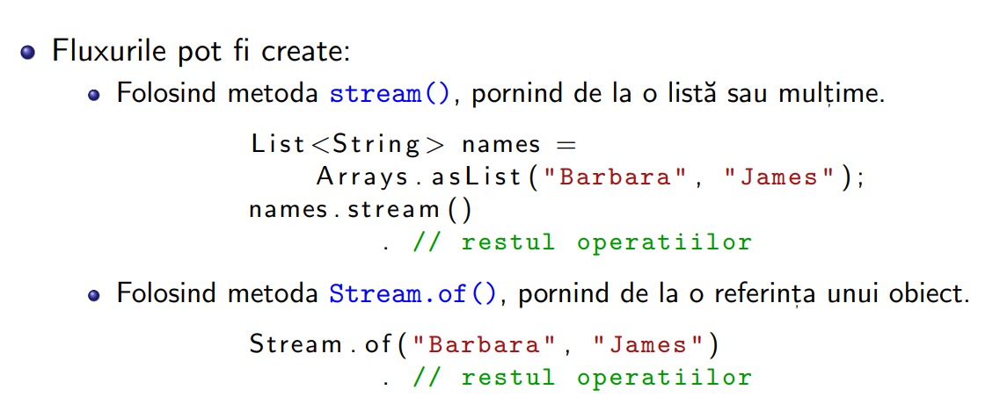 Fluxurile pot fi create:
Folosind metoda stream(), pornind de la o listă sau mulțime.
List<String> names =
Arrays.asList("Barbara", "James");
names.stream()
. // restul operatiilor
Folosind metoda Stream.of(), pornind de la o referința unui obiect.
Stream.of("Barbara", "James")
. // restul operatiilor